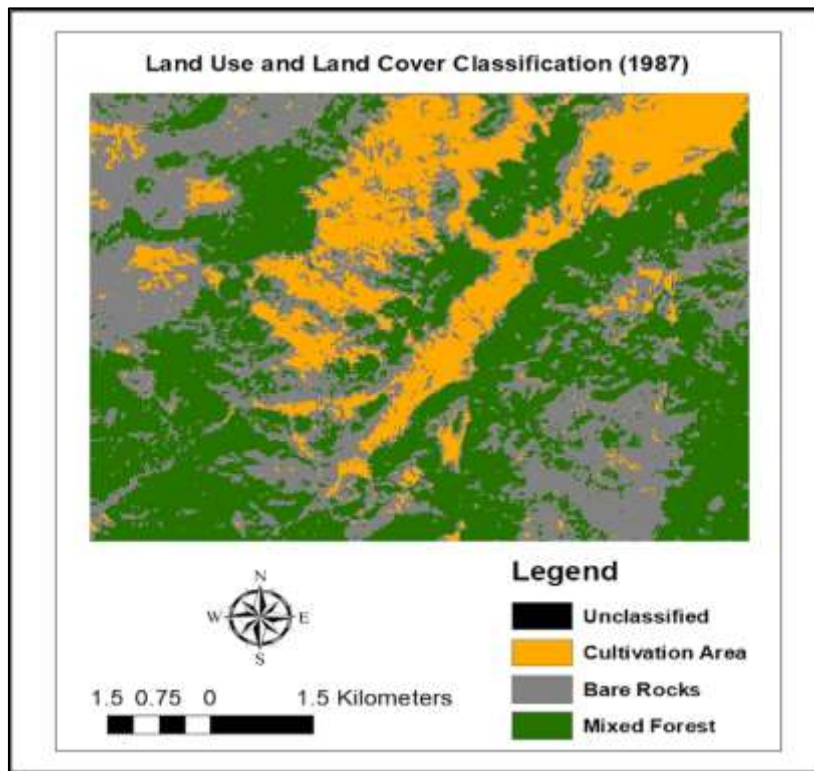 Land Use and Land Cover Classification (1987)
N
W E
S
1.5 0.75 0 1.5 Kilometers
Legend
Unclassified
Cultivation Area
Bare Rocks
Mixed Forest